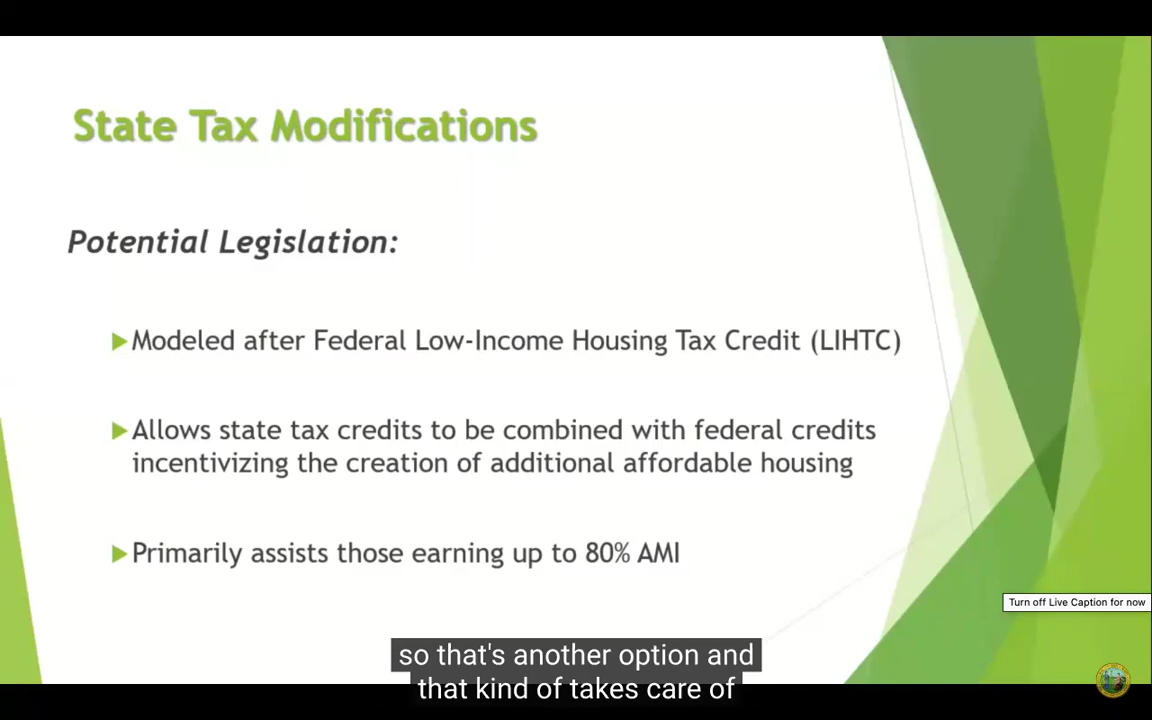 State Tax Modifications
Potential Legislation:
Modeled after Federal Low-Income Housing Tax Credit (LIHTC)
Allows state tax credits to be combined with federal credits
incentivizing the creation of additional affordable housing
Primarily assists those earning up to 80% AMI
Turn off Live Caption for now
so that's another option and
that kind of takes care of